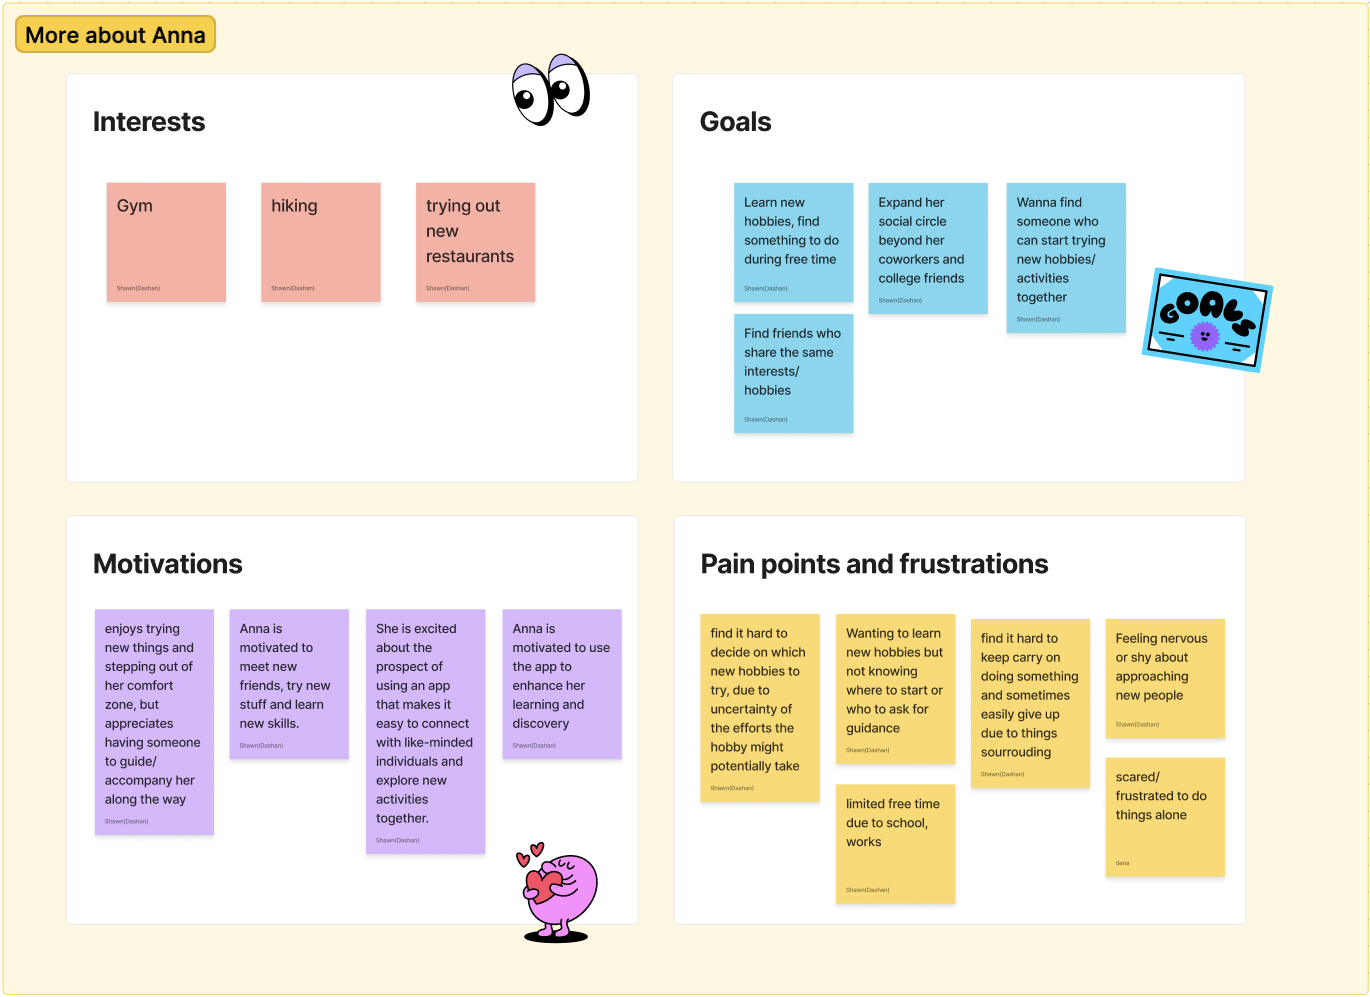 More about Anna
Interests
Gym
Shawn(Dashan)
hiking
Shawn(Dashan)
trying out
new
restaurants
Shawn(Dashan)
Goals
Learn new
hobbies, find
something to do
during free time
Shawn(Dashan)
Expand her
social circle
beyond her
coworkers and
college friends
Shawn(Dashan)
Wanna find
someone who
can start trying
new hobbies/
activities
together
Shawn(Dashan)
Find friends who
share the same
interests/
hobbies
Shawn(Dashan)
GOALS
Motivations
enjoys trying
new things and
stepping out of
her comfort
zone, but
appreciates
having someone
to guide/
accompany her
along the way
Shawn(Dashan)
Anna is
motivated to
meet new
friends, try new
stuff and learn
new skills.
Shawn(Dashan)
She is excited
about the
prospect of
using an app
that makes it
easy to connect
with like-minded
individuals and
explore new
activities
together.
Shawn(Dashan)
Anna is
motivated to use
the app to
enhance her
learning and
discovery
Shawn(Dashan)
Pain points and frustrations
find it hard to
decide on which
new hobbies to
try, due to
uncertainty of
the efforts the
hobby might
potentially take
Shawn(Dashan)
Wanting to learn
new hobbies but
not knowing
where to start or
who to ask for
guidance
Shawn(Dashan)
find it hard to
keep carry on
doing something
and sometimes
easily give up
due to things
sourrouding
Shawn(Dashan)
Feeling nervous
or shy about
approaching
new people
Shawn(Dashan)
limited free time
due to school,
works
Shawn(Dashan)
scared/
frustrated to do
things alone
dena